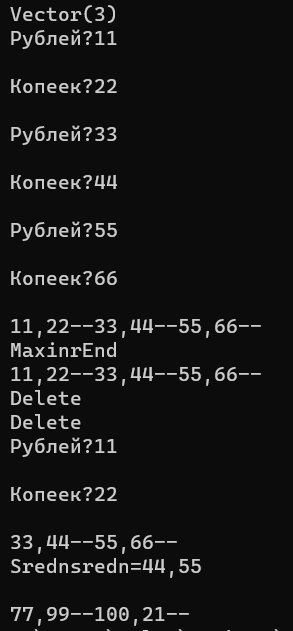 Vector(3)
Рублей?11
Копеек?22
Рублей?33
Копеек?44
Рублей?55
Копеек?66
11,22--33,44--55,66--
MaxinrEnd
11,22--33,44--55,66--
Delete
Delete
Рублей?11
Копеек?22
33,44--55,66--
Srednsredn=44,55
77,99--100,21--